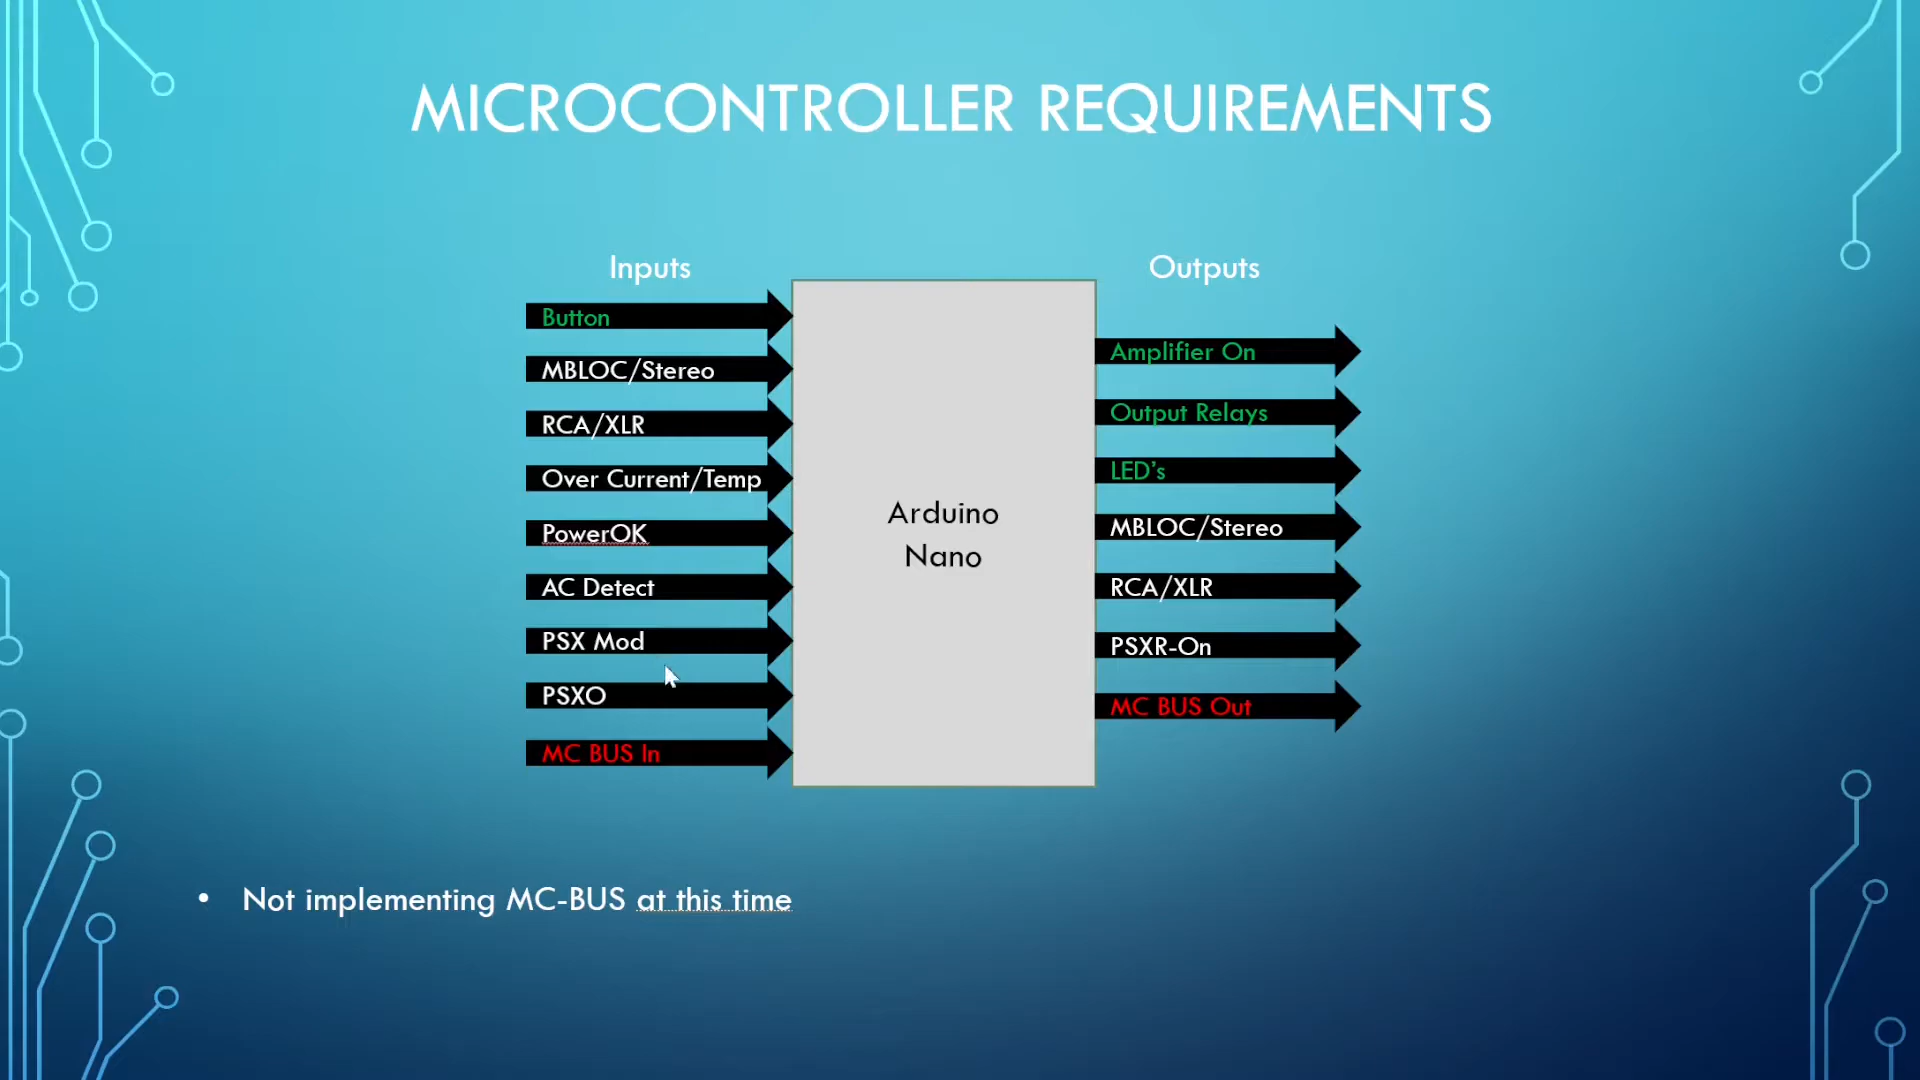 MICROCONTROLLER REQUIREMENTS
Inputs
Outputs
Button
MBLOC/Stereo
RCA/XLR
Over Current/Temp
PowerOK
AC Detect
PSX Mod
PSXO
MC BUS In
Arduino
Nano
Amplifier On
Output Relays
LED's
MBLOC/Stereo
RCA/XLR
PSXR-On
MC BUS Out
• Not implementing MC-BUS at this time